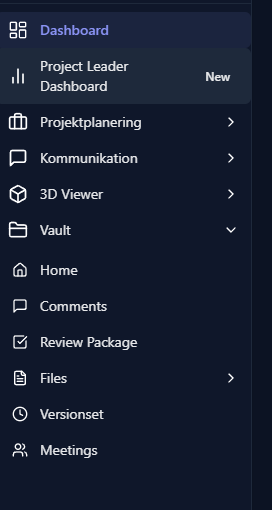 Dashboard
Project Leader
Dashboard
New
Projektplanering
Kommunikation
3D Viewer
Vault
Home
Comments
Review Package
Files
Versionset
Meetings